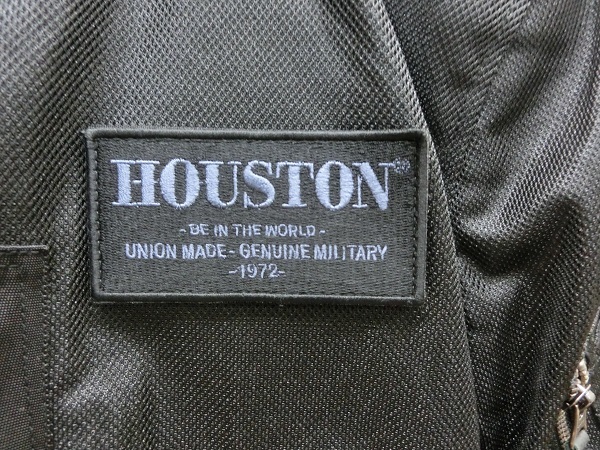 HOUSTON®
- BE IN THE WORLD -
UNION MADE - GENUINE MILITARY
-1972-